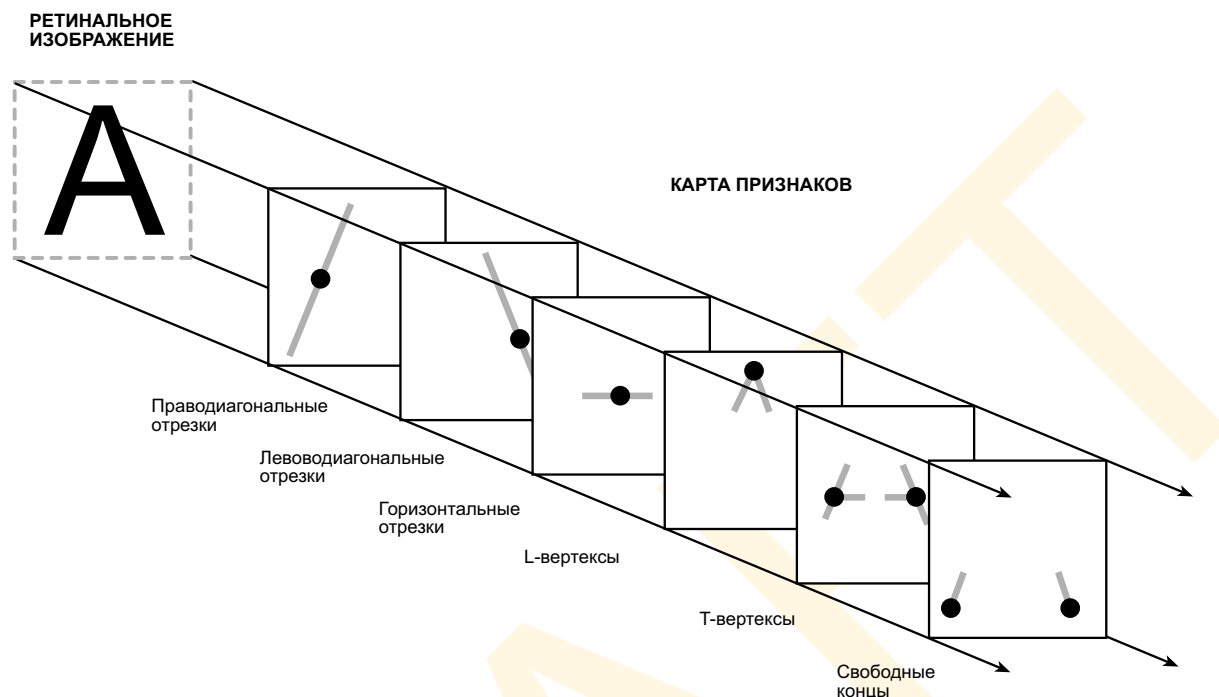 РЕТИНАЛЬНОЕ
ИЗОБРАЖЕНИЕ
А
КАРТА ПРИЗНАКОВ
Праводиагональные
отрезки
Левоводиагональные
отрезки
Горизонтальные
отрезки
L-вертексы
Т-вертексы
Свободные
концы